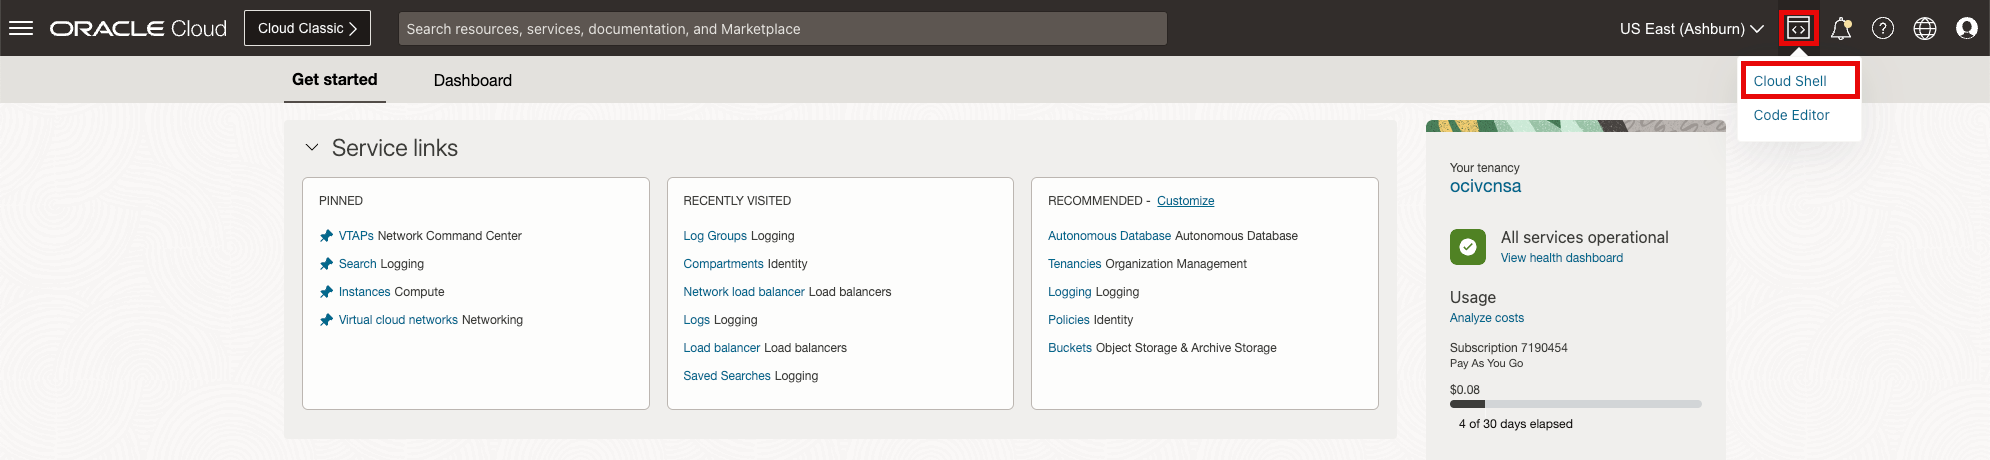 ORACLE Cloud
Cloud Classic
Search resources, services, documentation, and Marketplace
US East (Ashburn)
Cloud Shell
Code Editor
Get started
Dashboard
Service links
PINNED
VTAPs Network Command Center
Search Logging
Instances Compute
Virtual cloud networks Networking
RECENTLY VISITED
Log Groups Logging
Compartments Identity
Network load balancer Load balancers
Logs Logging
Load balancer Load balancers
Saved Searches Logging
RECOMMENDED - Customize
Autonomous Database Autonomous Database
Tenancies Organization Management
Logging Logging
Policies Identity
Buckets Object Storage & Archive Storage
Your tenancy
ocivcnsa
All services operational
View health dashboard
Usage
Analyze costs
Subscription 7190454
Pay As You Go
$0.08
4 of 30 days elapsed